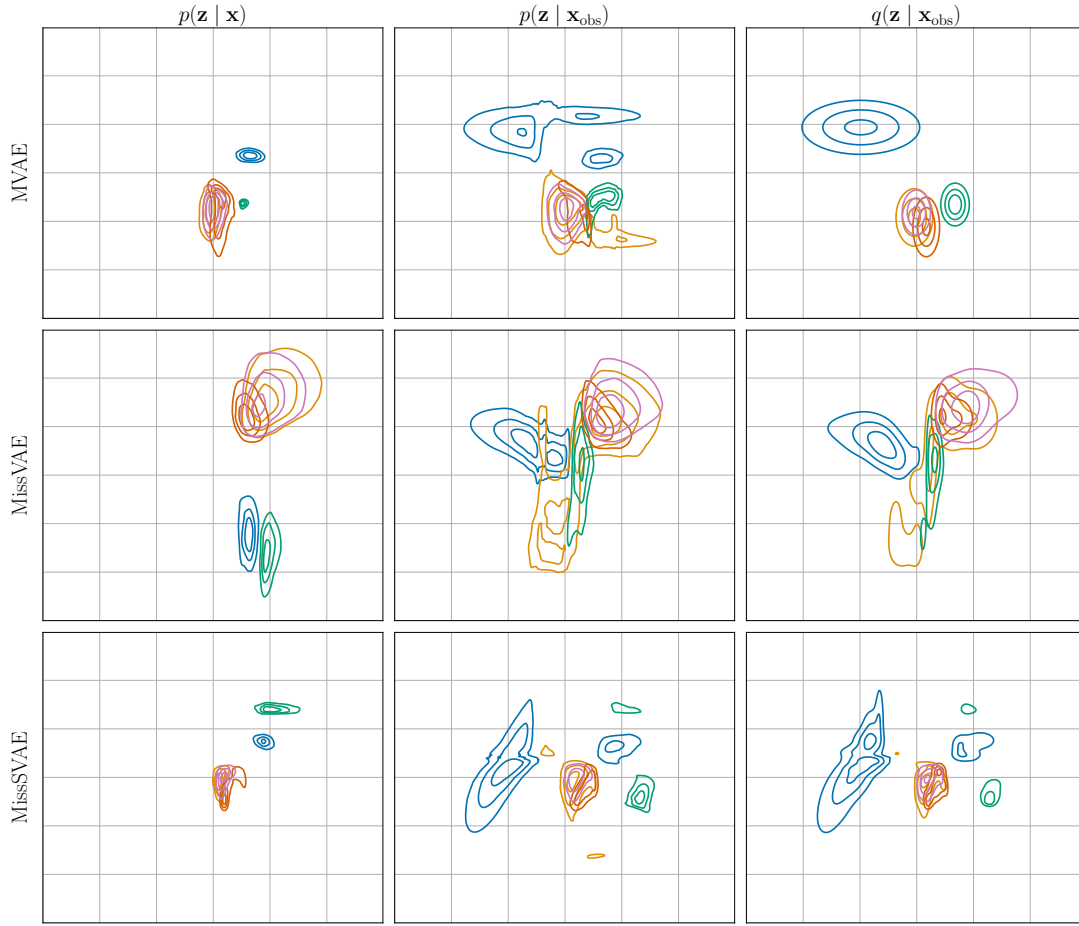 p(z | x)
p(z | x_obs)
q(z | x_obs)
MVAE
MissVAE
MissSVAE